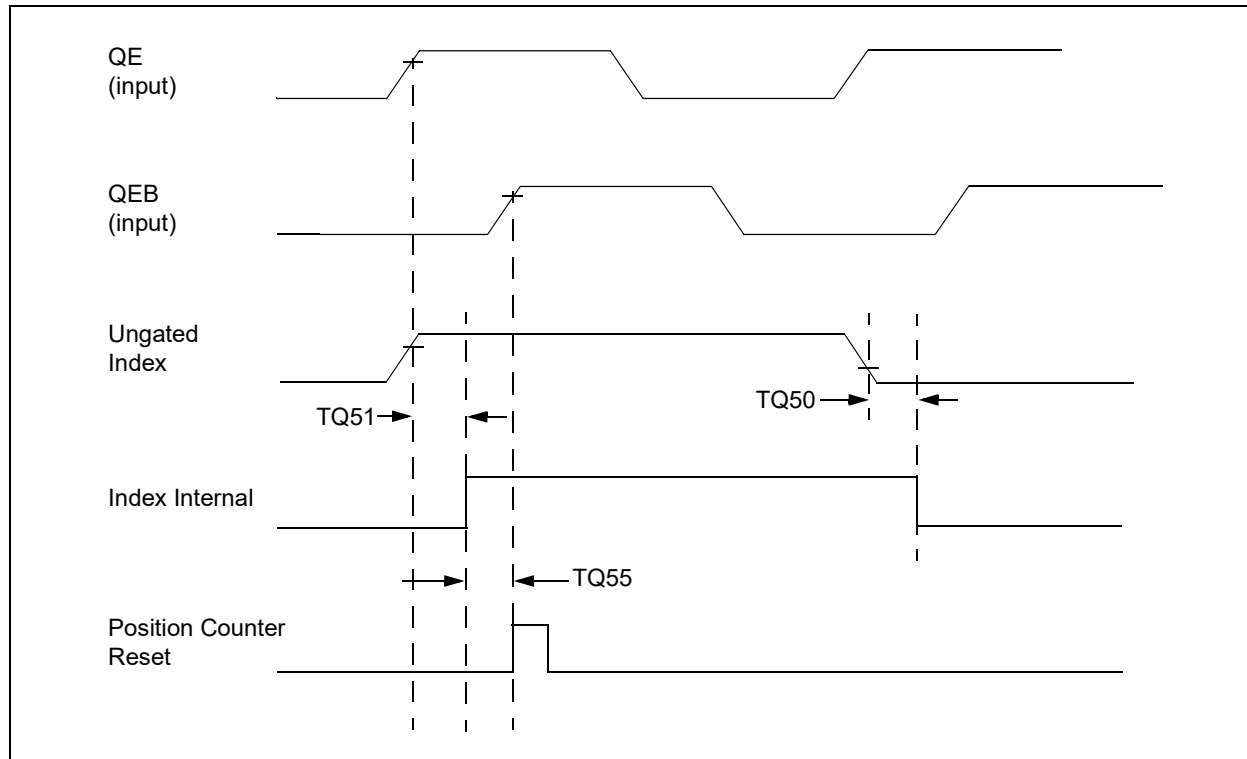 QE
(input)
QEB
(input)
Ungated
Index
TQ51
TQ50
Index Internal
TQ55
Position Counter
Reset